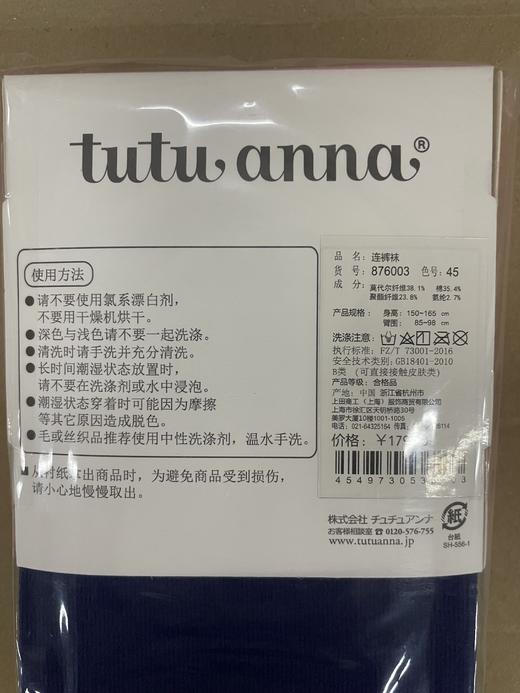 tutu anna®
使用方法
●请不要使用氯系漂白剂，
不要用干燥机烘干。
●深色与浅色请不要一起洗涤。
●清洗时请手洗并充分清洗。
●长时间潮湿状态放置时，
请不要在洗涤剂或水中浸泡。
●潮湿状态穿着时可能因为摩擦
等其它原因造成脱色。
●毛或丝织品推荐使用中性洗涤剂，温水手洗。
■从衬纸拿出商品时，为避免商品受到损伤，
请小心地慢慢取出。
品 名： 连裤袜
货 号： 876003 色号： 45
成 分： 莫代尔纤维38.1% 棉35.4%
聚酯纤维23.8% 氨纶2.7%
产品规格： 身高：150~165 cm
臀围： 85~98 cm
洗涤注意：
执行标准：FZ/T 73001-2016
安全技术类别：GB18401-2010
B类 （可直接接触皮肤类）
产品等级：合格品
产地：中国 浙江省杭州市
上田商工（上海）服饰商贸有限公司
上海市徐汇区天钥桥路30号
美罗大厦10楼1001-1005
电话：021-64325164 传真
价格：￥179
4 549730 53
株式会社 チュチュアンナ
お客様相談室 0120-576-755
www.tutuanna.jp
紙
台紙
SH-556-1